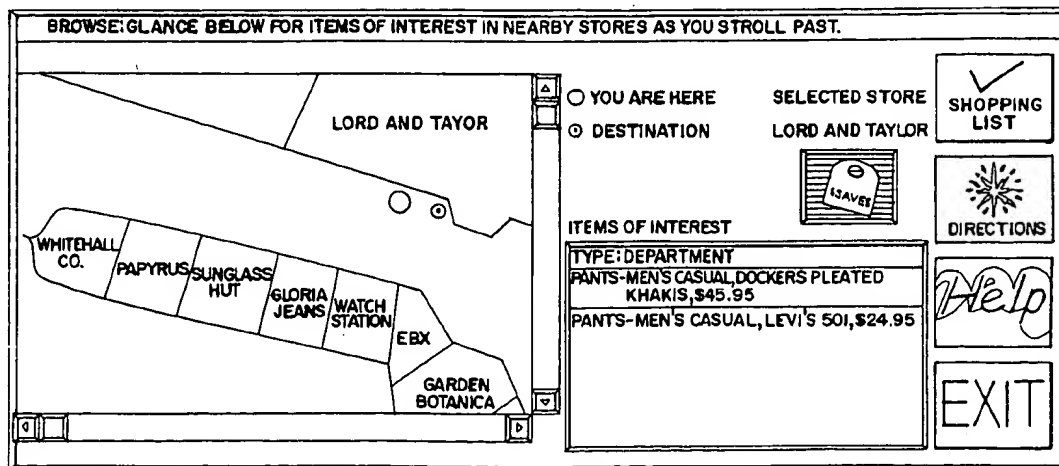 BROWSE: GLANCE BELOW FOR ITEMS OF INTEREST IN NEARBY STORES AS YOU STROLL PAST.
LORD AND TAYOR
WHITEHALL
CO.
PAPYRUS
SUNGLASS
HUT
GLORIA
JEANS
WATCH
STATION
EBX
GARDEN
BOTANICA
YOU ARE HERE
DESTINATION
SELECTED STORE
LORD AND TAYLOR
ITEMS OF INTEREST
TYPE: DEPARTMENT
PANTS-MEN'S CASUAL, DOCKERS PLEATED
KHAKIS, $45.95
PANTS-MEN'S CASUAL, LEVI'S 501, $24.95
SHOPPING
LIST
DIRECTIONS
Help
EXIT